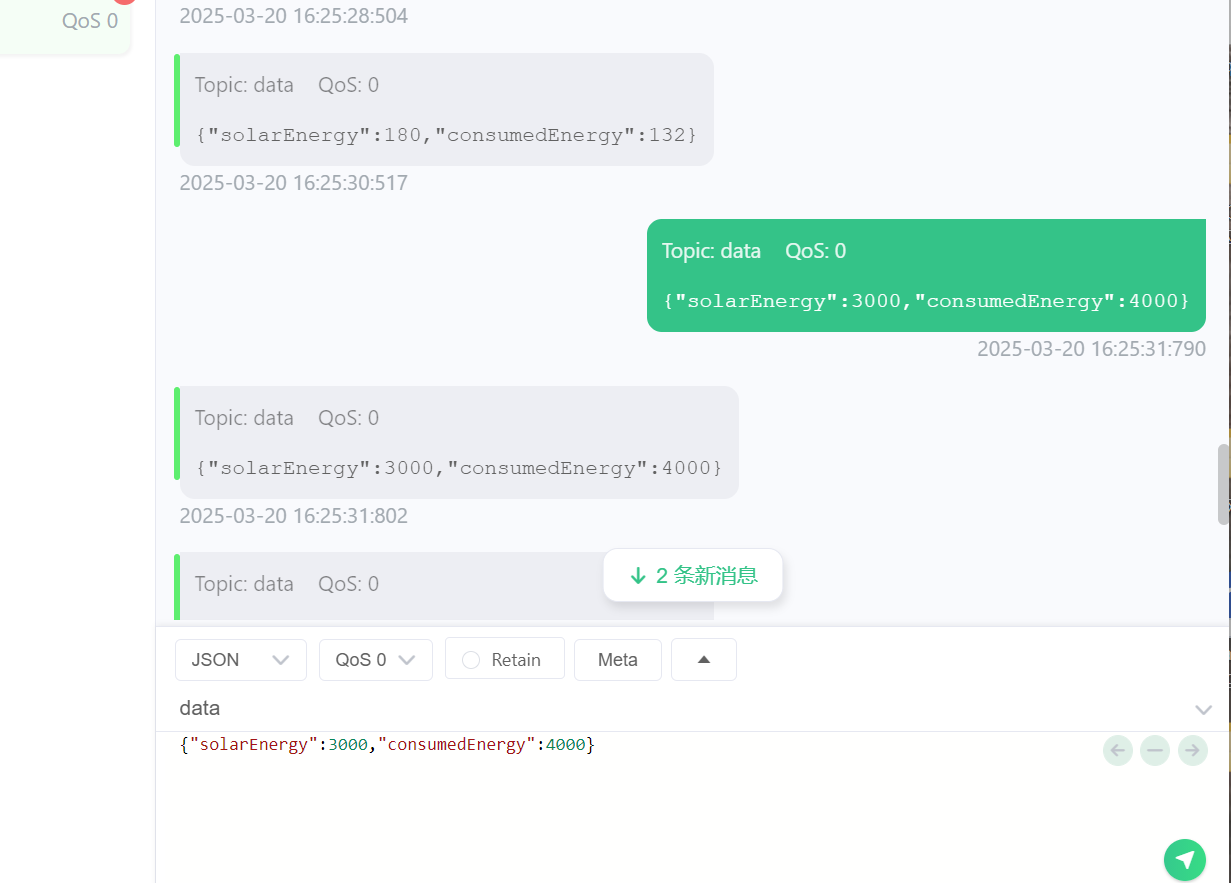 QoS 0
2025-03-20 16:25:28:504
Topic: data QoS: 0
{"solarEnergy":180,"consumedEnergy":132}
2025-03-20 16:25:30:517
Topic: data QoS: 0
{"solarEnergy":3000,"consumedEnergy":4000}
2025-03-20 16:25:31:790
Topic: data QoS: 0
{"solarEnergy":3000,"consumedEnergy":4000}
2025-03-20 16:25:31:802
Topic: data QoS: 0
2 条新消息
JSON QoS 0 Retain Meta
data
{"solarEnergy":3000,"consumedEnergy":4000}